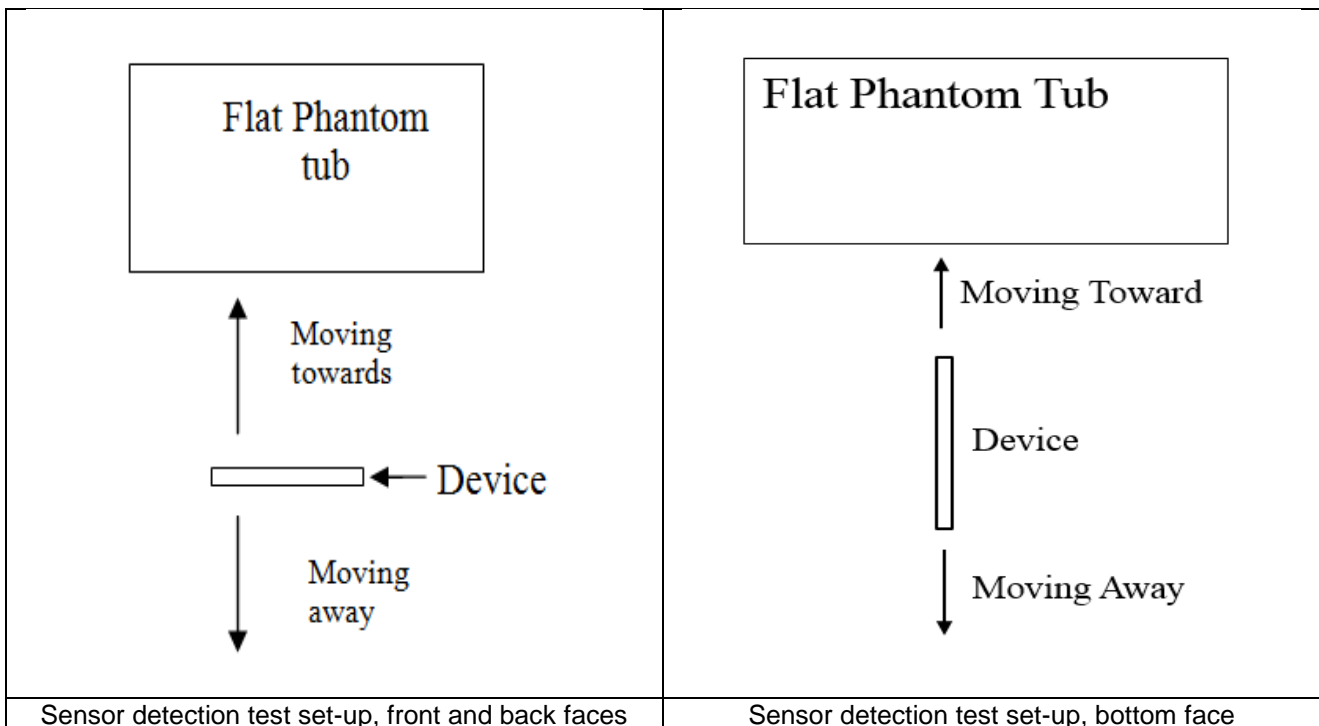 Flat Phantom
tub
Moving
towards
Device
Moving
away
Sensor detection test set-up, front and back faces
Flat Phantom Tub
Moving Toward
Device
Moving Away
Sensor detection test set-up, bottom face